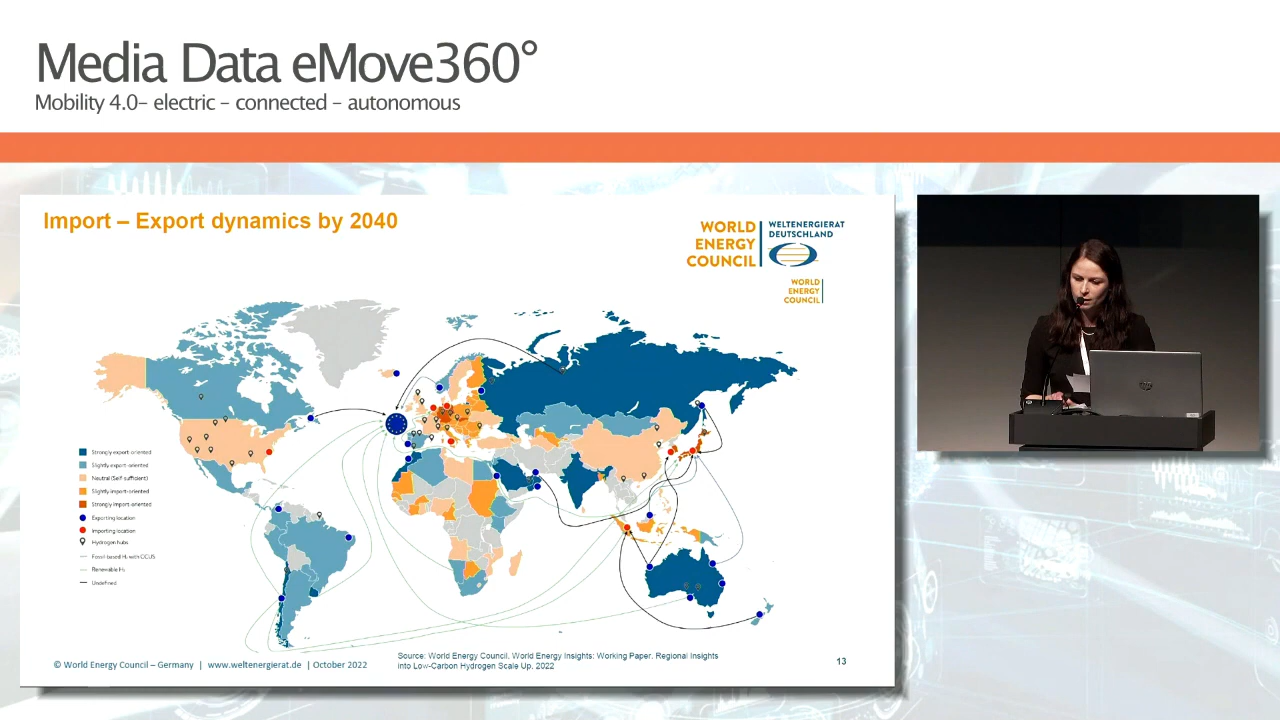 Media Data eMove360°
Mobility 4.0– electric – connected – autonomous
Import – Export dynamics by 2040
WORLD
ENERGY
COUNCIL
WELTENERGIERAT
DEUTSCHLAND
WORLD
ENERGY
COUNCIL
Strongly export-oriented
Slightly export-oriented
Neutral (Self-sufficient)
Slightly import-oriented
Strongly import-oriented
Exporting location
Importing location
Hydrogen hubs
Fossil-based H₂ with CCUS
Renewable H₂
Undefined
© World Energy Council – Germany | www.weltenergierat.de | October 2022
Source: World Energy Council, World Energy Insights: Working Paper, Regional Insights
into Low-Carbon Hydrogen Scale Up, 2022
13